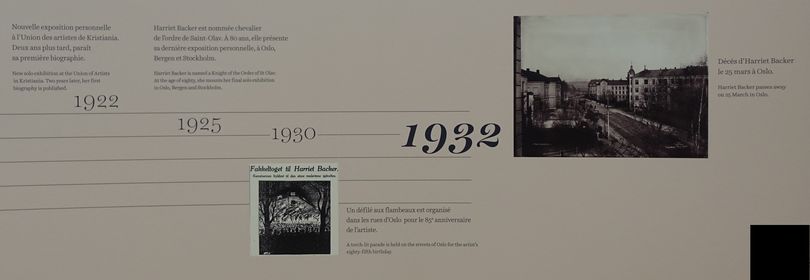 Nouvelle exposition personnelle
à l'Union des artistes de Kristiania.
Deux ans plus tard, paraît
sa première biographie.
New solo exhibition at the Union of Artists
in Kristiania. Two years later, her first
biography is published.
1922
Harriet Backer est nommée chevalier
de l'ordre de Saint-Olav. À 80 ans, elle présente
sa dernière exposition personnelle, à Oslo,
Bergen et Stockholm.
Harriet Backer is named a Knight of the Order of St Olav.
At the age of eighty, she mounts her final solo exhibition
in Oslo, Bergen and Stockholm.
1925
1930
Fakkeltoget til Harriet Backer.
Un défilé aux flambeaux est organisé
dans les rues d'Oslo pour le 85e anniversaire
de l'artiste.
A torch-lit parade is held on the streets of Oslo for the artist's
eighty-fifth birthday.
1932
Décès d'Harriet Backer
le 25 mars à Oslo.
Harriet Backer passes away
on 25 March in Oslo.